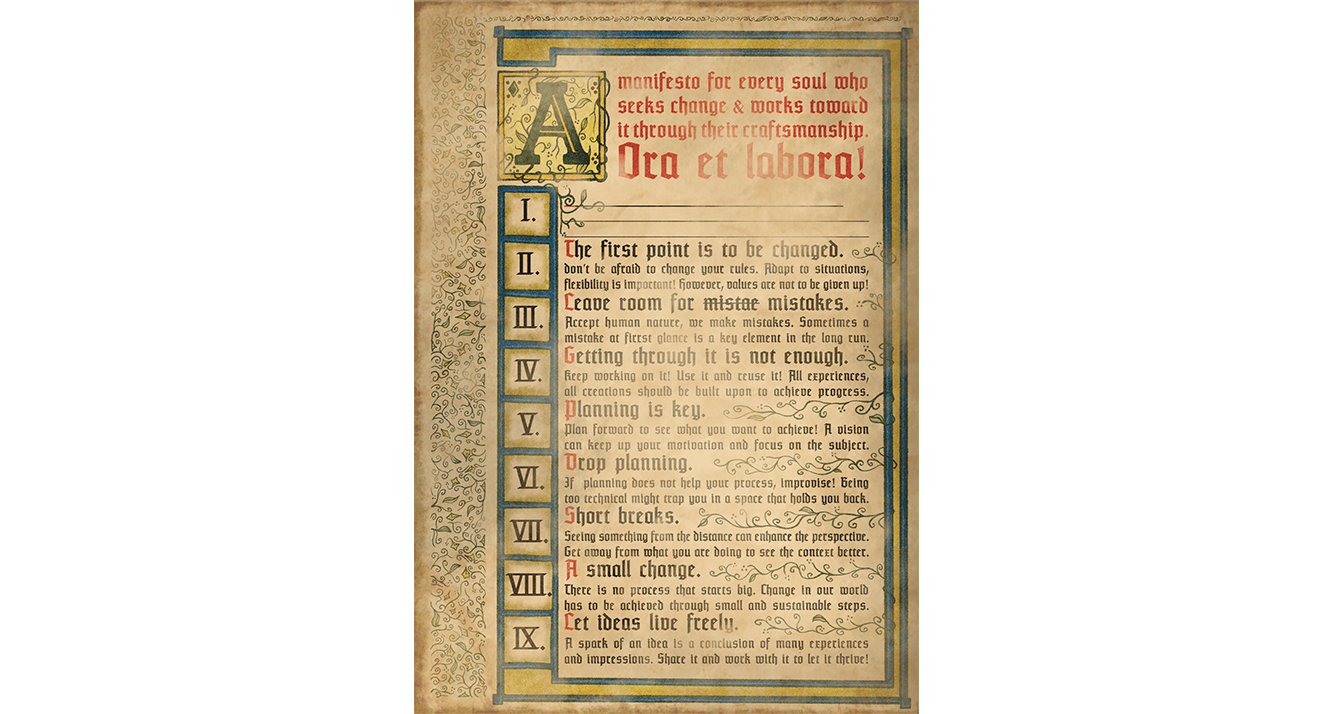 A manifesto for every soul who
seeks change & works toward
it through their craftsmanship.
Ora et labora!
I.
II. The first point is to be changed.
don't be afraid to change your rules. Adapt to situations,
flexibility is important! However, values are not to be given up!
III. Leave room for mistae mistakes.
Accept human nature, we make mistakes. Sometimes a
mistake at firrst glance is a key element in the long run.
IV. Getting through it is not enough.
Keep working on it! Use it and reuse it! All experiences,
all creations should be built upon to achieve progress.
V. Planning is key.
Plan forward to see what you want to achieve! A vision
can keep up your motivation and focus on the subject.
VI. Drop planning.
If planning does not help your process, improvise! Being
too technical might trap you in a space that holds you back.
VII. Short breaks.
Seeing something from the distance can enhance the perspective.
Get away from what you are doing to see the context better.
VIII. A small change.
There is no process that starts big. Change in our world
has to be achieved through small and sustainable steps.
IX. Let ideas live freely.
A spark of an idea is a conclusion of many experiences
and impressions. Share it and work with it to let it thrive!